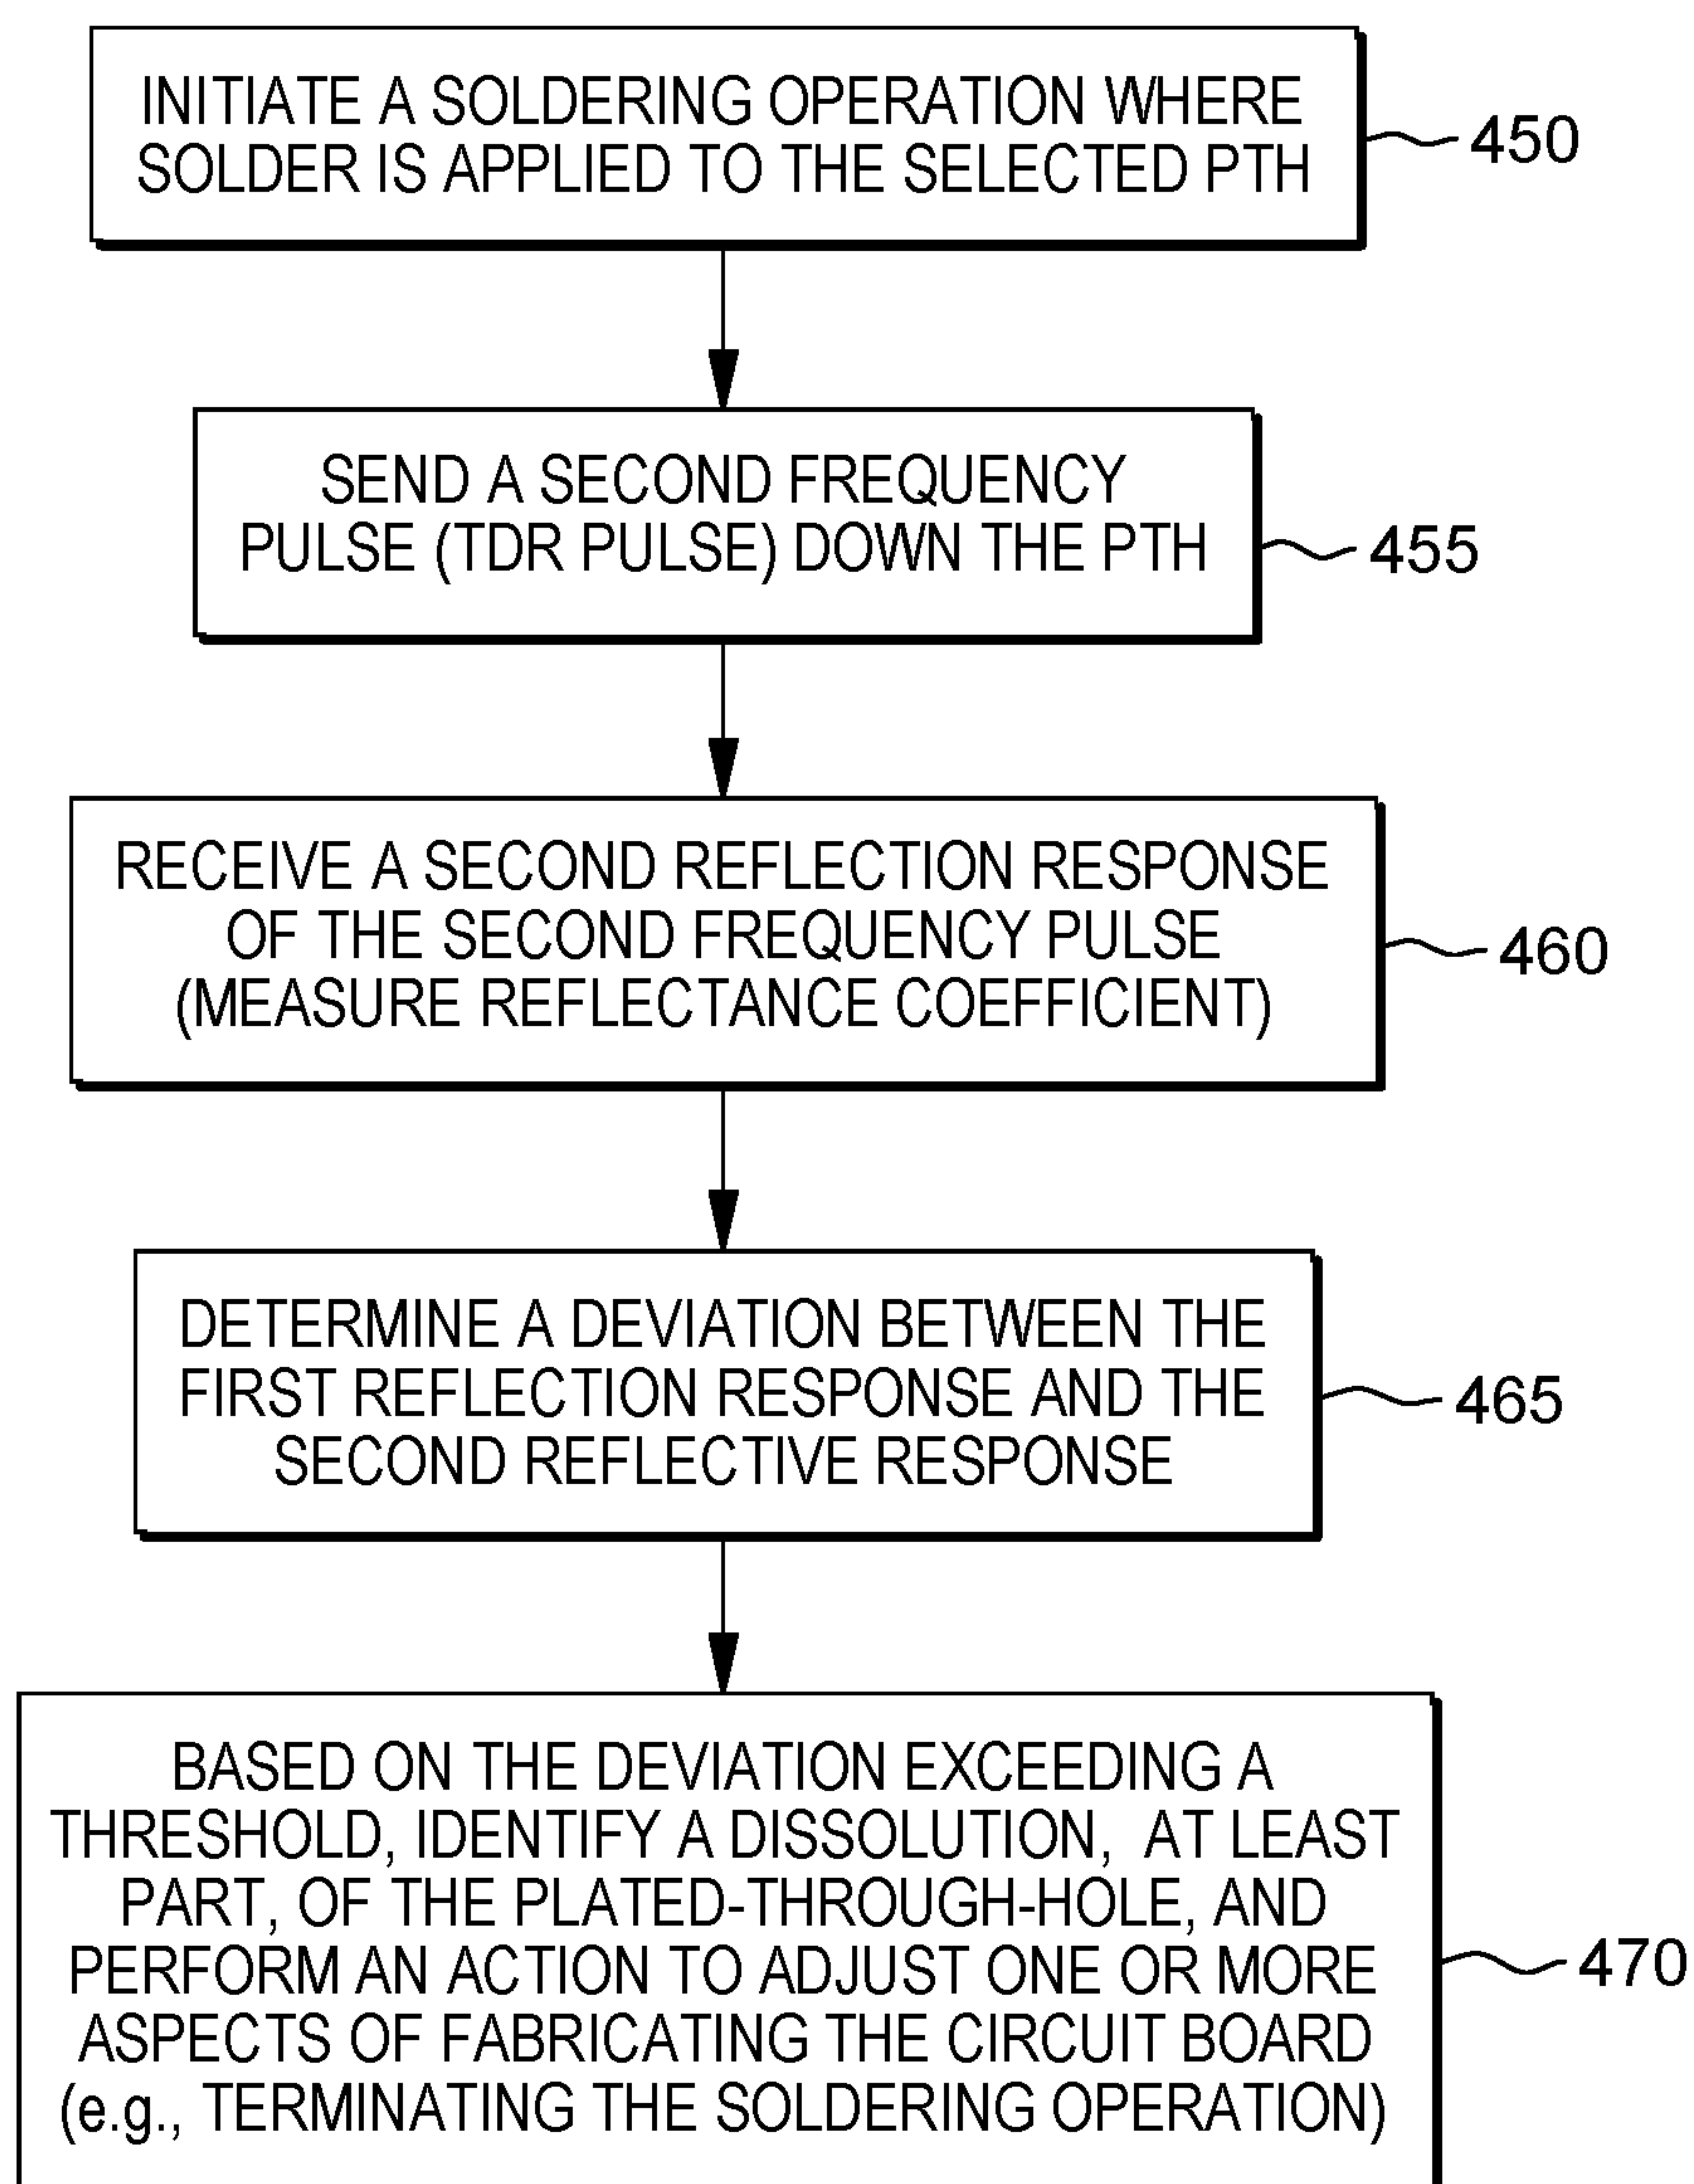 INITIATE A SOLDERING OPERATION WHERE
SOLDER IS APPLIED TO THE SELECTED PTH
450
SEND A SECOND FREQUENCY
PULSE (TDR PULSE) DOWN THE PTH
455
RECEIVE A SECOND REFLECTION RESPONSE
OF THE SECOND FREQUENCY PULSE
(MEASURE REFLECTANCE COEFFICIENT)
460
DETERMINE A DEVIATION BETWEEN THE
FIRST REFLECTION RESPONSE AND THE
SECOND REFLECTIVE RESPONSE
465
BASED ON THE DEVIATION EXCEEDING A
THRESHOLD, IDENTIFY A DISSOLUTION, AT LEAST
PART, OF THE PLATED-THROUGH-HOLE, AND
PERFORM AN ACTION TO ADJUST ONE OR MORE
ASPECTS OF FABRICATING THE CIRCUIT BOARD
(e.g., TERMINATING THE SOLDERING OPERATION)
470